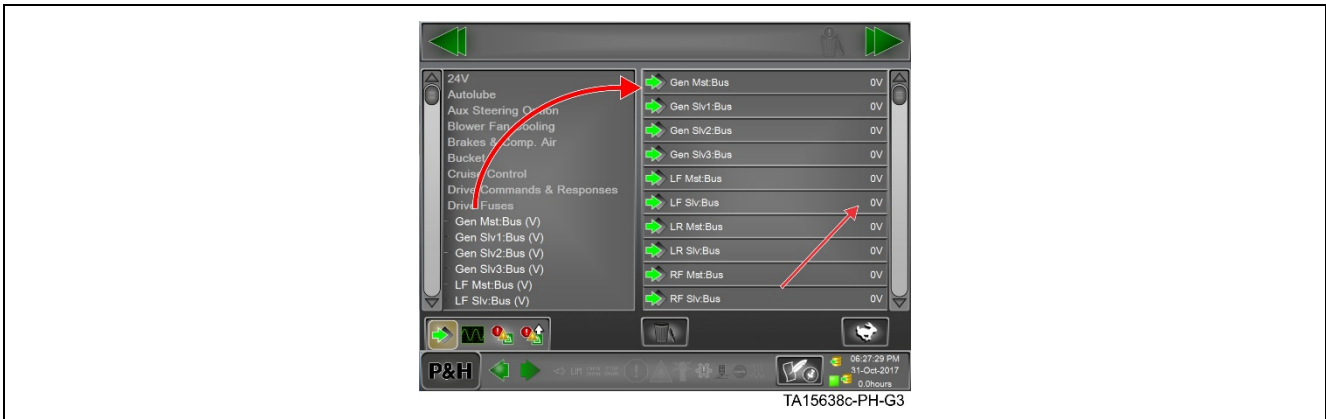 24V
Autolube
Aux Steering Option
Blower Fan Cooling
Brakes & Comp. Air
Bucket
Cruise Control
Drive Commands & Responses
Drive Fuses
Gen Mst:Bus (V)
Gen Slv1:Bus (V)
Gen Slv2:Bus (V)
Gen Slv3:Bus (V)
LF Mst:Bus (V)
LF Slv:Bus (V)
Gen Mst:Bus 0V
Gen Slv1:Bus 0V
Gen Slv2:Bus 0V
Gen Slv3:Bus 0V
LF Mst:Bus 0V
LF Slv:Bus 0V
LR Mst:Bus 0V
LR Slv:Bus 0V
RF Mst:Bus 0V
RF Slv:Bus 0V
P&H
06:27:29 PM
31-Oct-2017
0.0hours
TA15638c-PH-G3